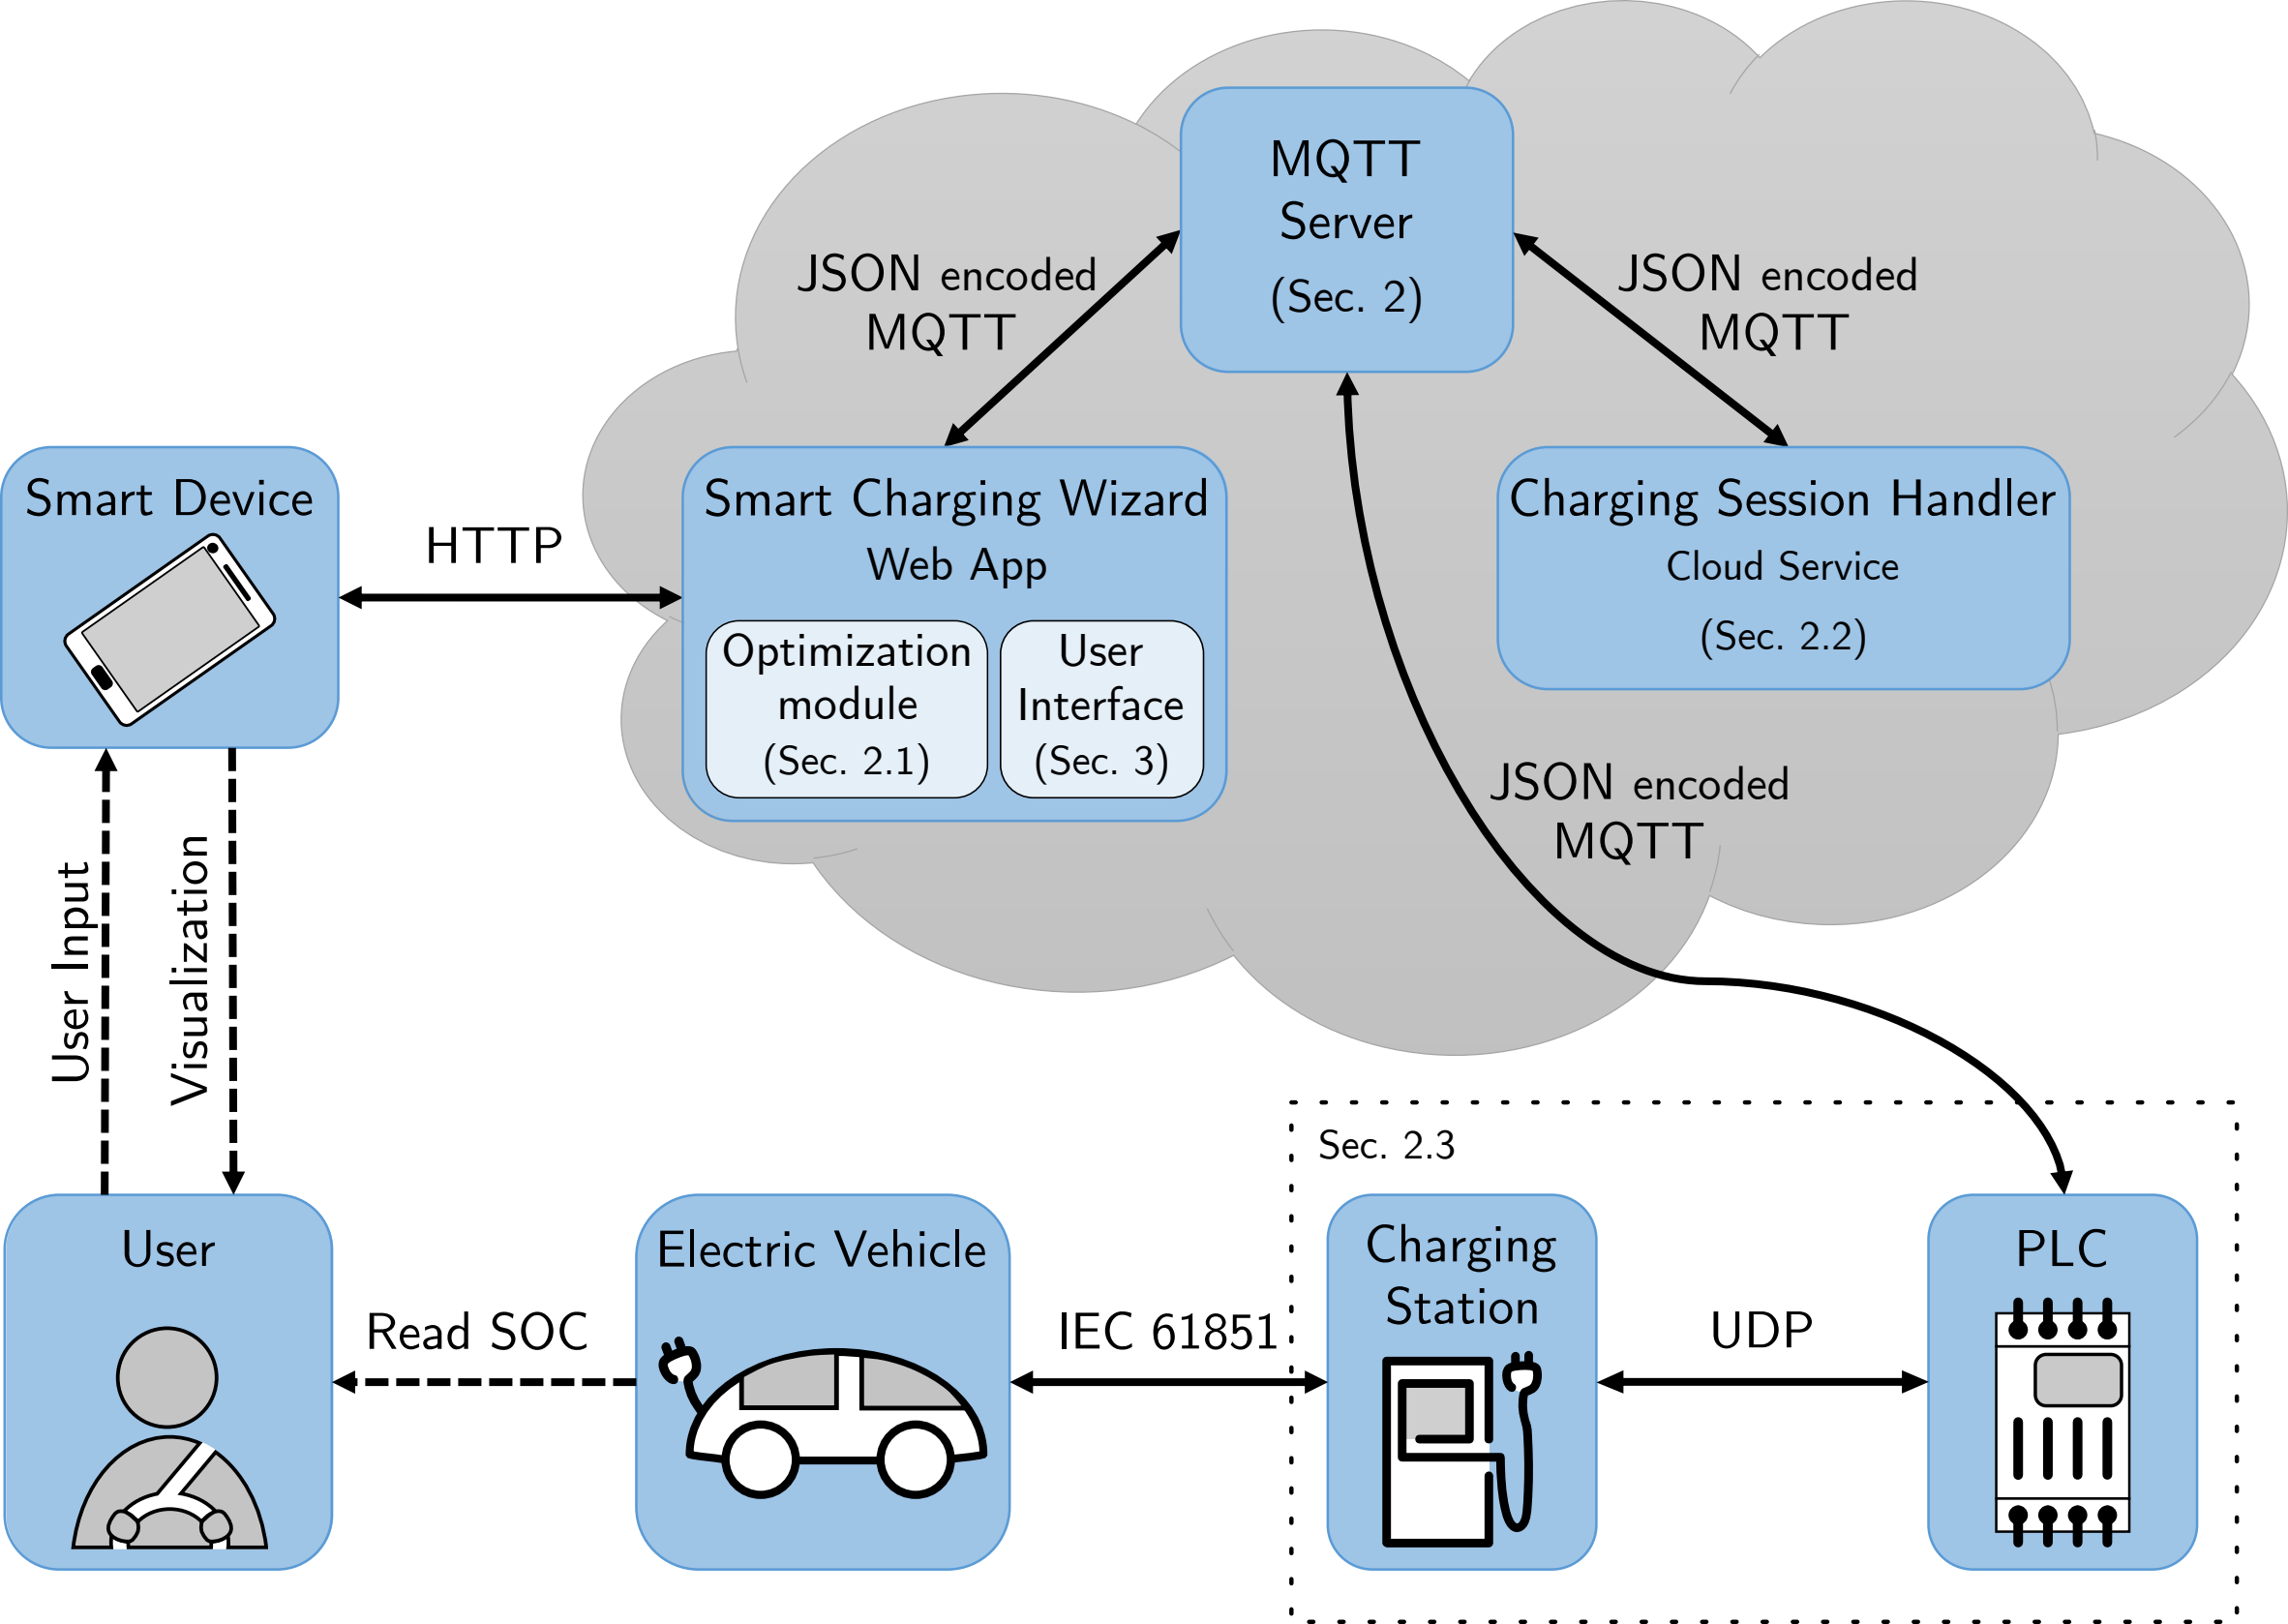 MQTT
Server
(Sec. 2)
JSON encoded
MQTT
JSON encoded
MQTT
Smart Device
HTTP
Smart Charging Wizard
Web App
Optimization
module
(Sec. 2.1)
User
Interface
(Sec. 3)
Charging Session Handler
Cloud Service
(Sec. 2.2)
JSON encoded
MQTT
User Input
Visualization
Sec. 2.3
User
Read SOC
Electric Vehicle
IEC 61851
Charging
Station
UDP
PLC